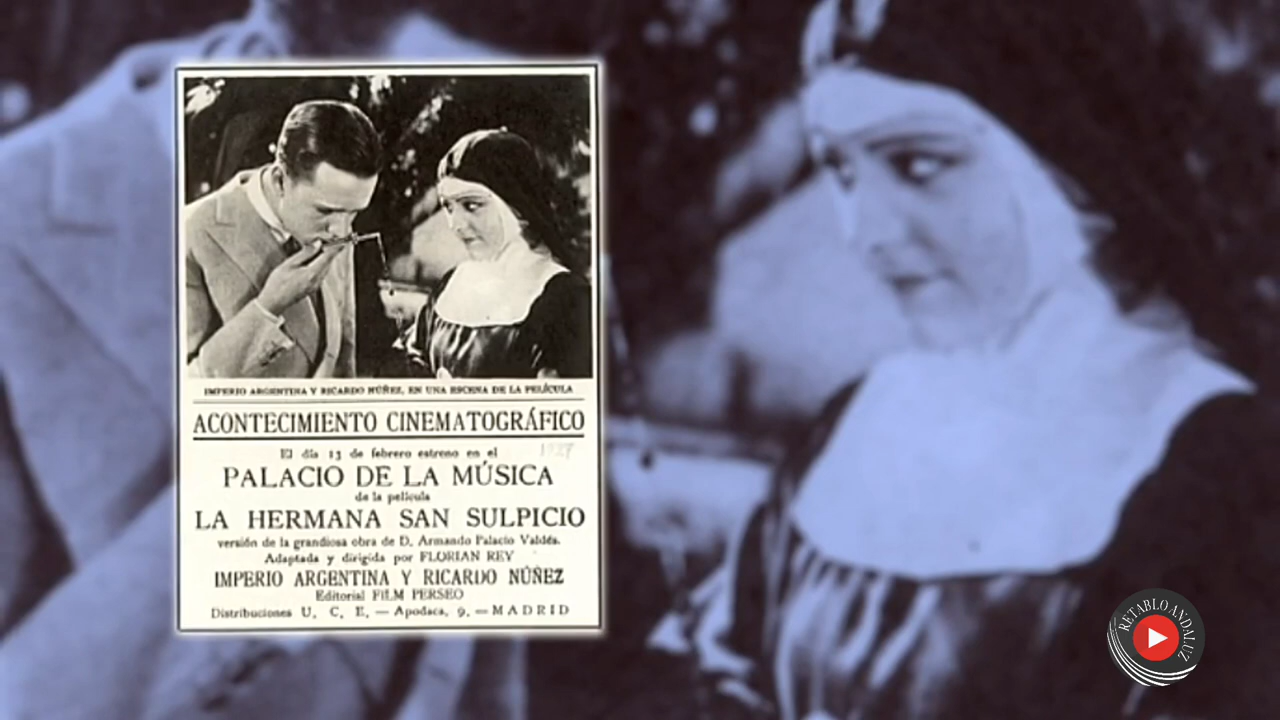 IMPERIO ARGENTINA Y RICARDO NÚÑEZ, EN UNA ESCENA DE LA PELÍCULA
ACONTECIMIENTO CINEMATOGRÁFICO
El día 13 de febrero estreno en el
PALACIO DE LA MÚSICA
de la película
LA HERMANA SAN SULPICIO
versión de la grandiosa obra de D. Armando Palacio Valdés.
Adaptada y dirigida por FLORIAN REY
IMPERIO ARGENTINA Y RICARDO NÚÑEZ
Editorial FILM PERSEO
Distribuciones U. C. E. — Apodaca, 9. — MADRID
RETABLO ANDALUZ